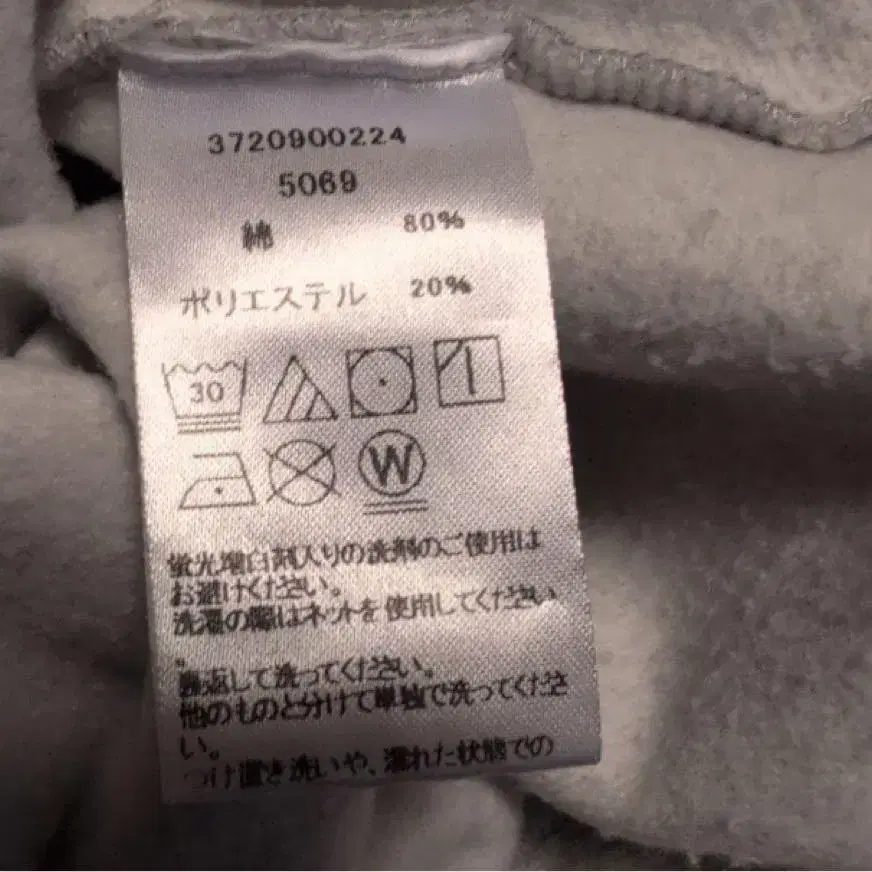 3720900224
5069
綿 80%
ポリエステル 20%
30
W
蛍光増白剤入りの洗剤のご使用は
お避けください。
洗濯の際はネットを使用してください
。
裏返して洗ってください。
他のものと分けて単独で洗ってくださ
い。
つけ置き洗いや、濡れた状態での